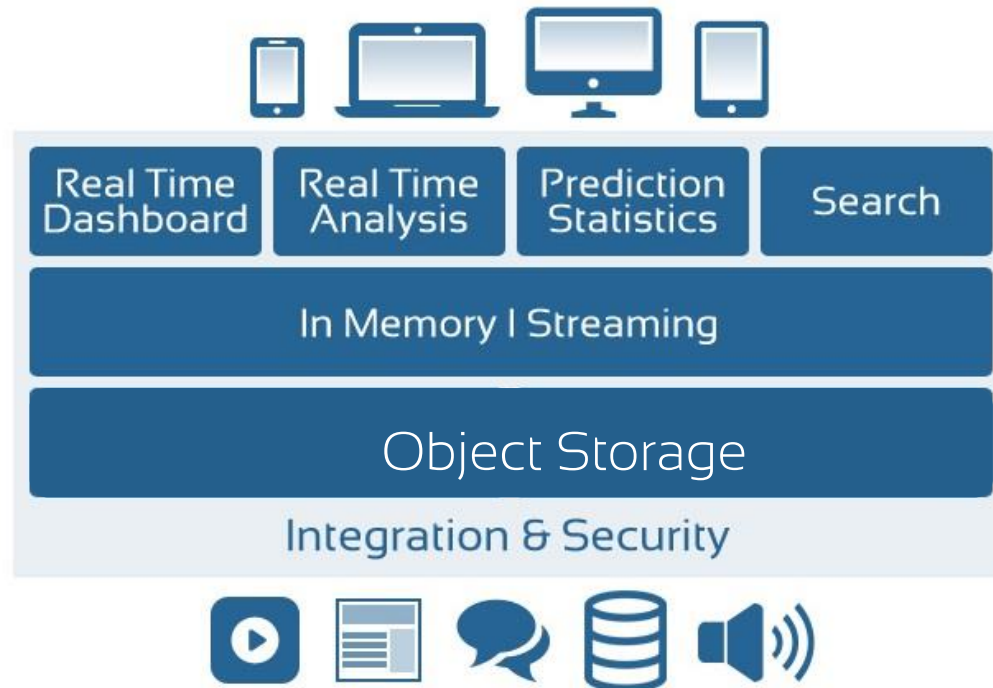 Real Time
Dashboard
Real Time
Analysis
Prediction
Statistics
Search
In Memory | Streaming
Object Storage
Integration & Security